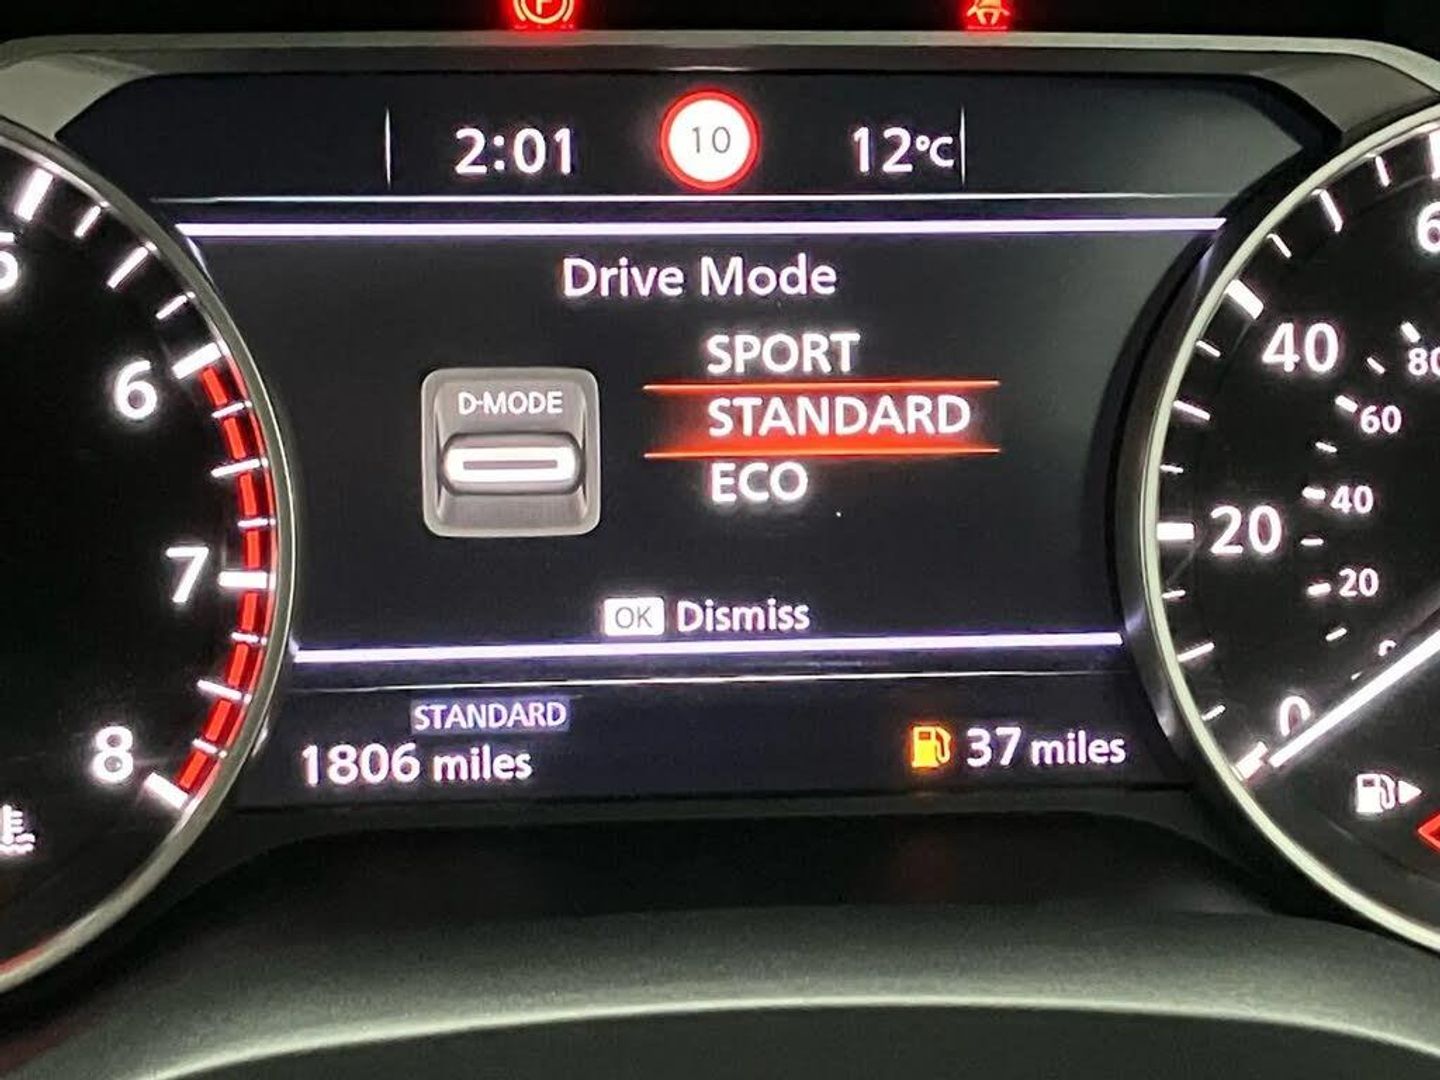 2:01 10 12°C
Drive Mode
SPORT
D-MODE
STANDARD
ECO
OK Dismiss
STANDARD
1806 miles
37 miles
6
7
8
40
20
0
80
60
40
20